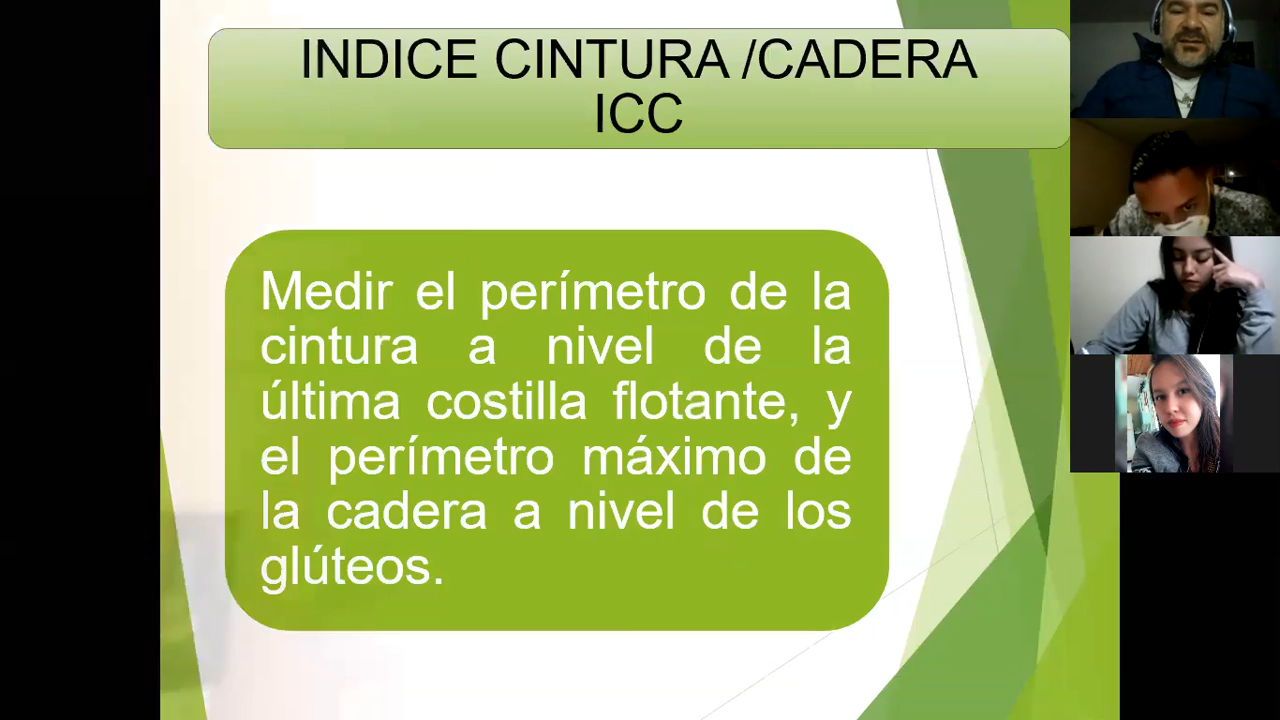 INDICE CINTURA /CADERA
ICC
Medir el perímetro de la
cintura a nivel de la
última costilla flotante, y
el perímetro máximo de
la cadera a nivel de los
glúteos.